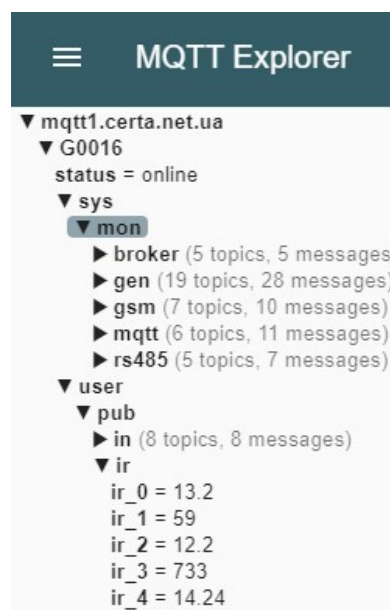 MQTT Explorer
▼ mqtt1.certa.net.ua
▼ G0016
status = online
▼ sys
▼ mon
▶ broker (5 topics, 5 messages
▶ gen (19 topics, 28 messages)
▶ gsm (7 topics, 10 messages)
▶ mqtt (6 topics, 11 messages)
▶ rs485 (5 topics, 7 messages)
▼ user
▼ pub
▶ in (8 topics, 8 messages)
▼ ir
ir_0 = 13.2
ir_1 = 59
ir_2 = 12.2
ir_3 = 733
ir_4 = 14.24